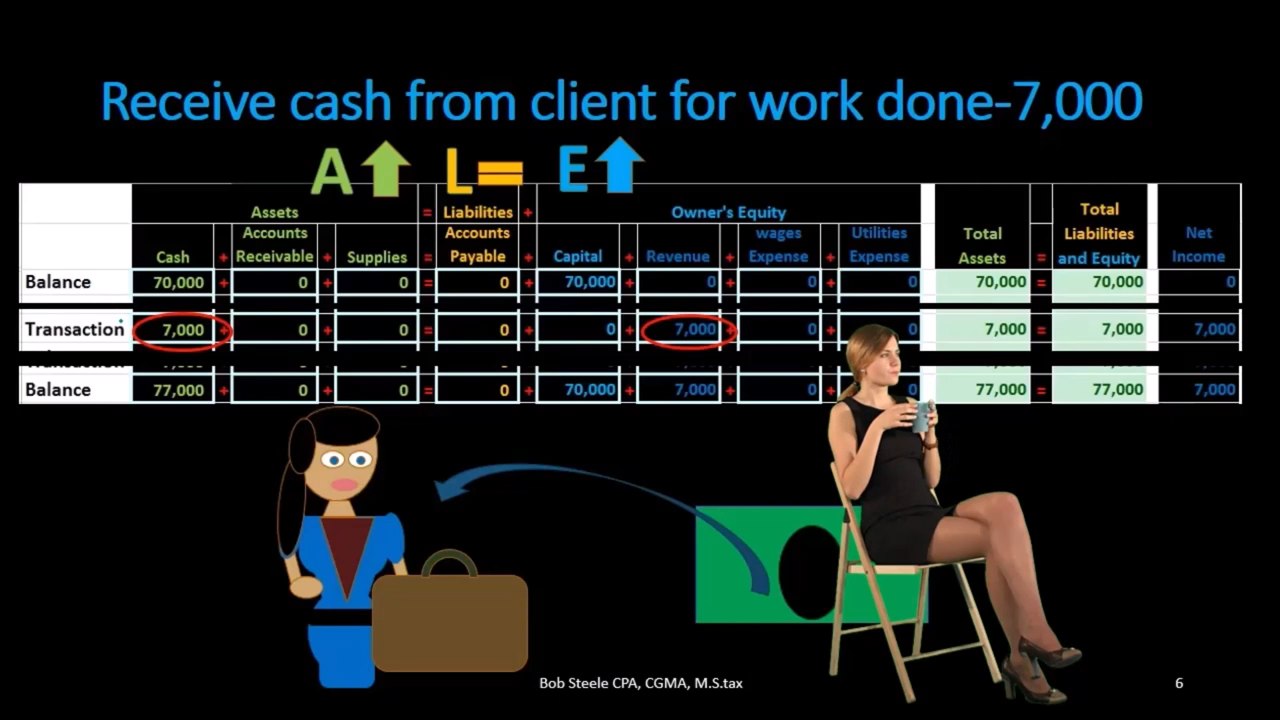 Receive cash from client for work done-7,000
A L= E
Assets = Liabilities + Owner's Equity Total
Accounts Accounts wages Utilities Total Liabilities Net
Cash + Receivable + Supplies = Payable + Capital + Revenue + Expense + Expense Assets = and Equity Income
Balance 70,000 + 0 + 0 = 0 + 70,000 + 0 + 0 + 0 70,000 = 70,000 0
Transaction 7,000 + 0 + 0 = 0 + 0 + 7,000 + 0 + 0 7,000 = 7,000 7,000
Balance 77,000 + 0 + 0 = 0 + 70,000 + 7,000 + 0 + 0 77,000 = 77,000 7,000
Bob Steele CPA, CGMA, M.S.tax 6